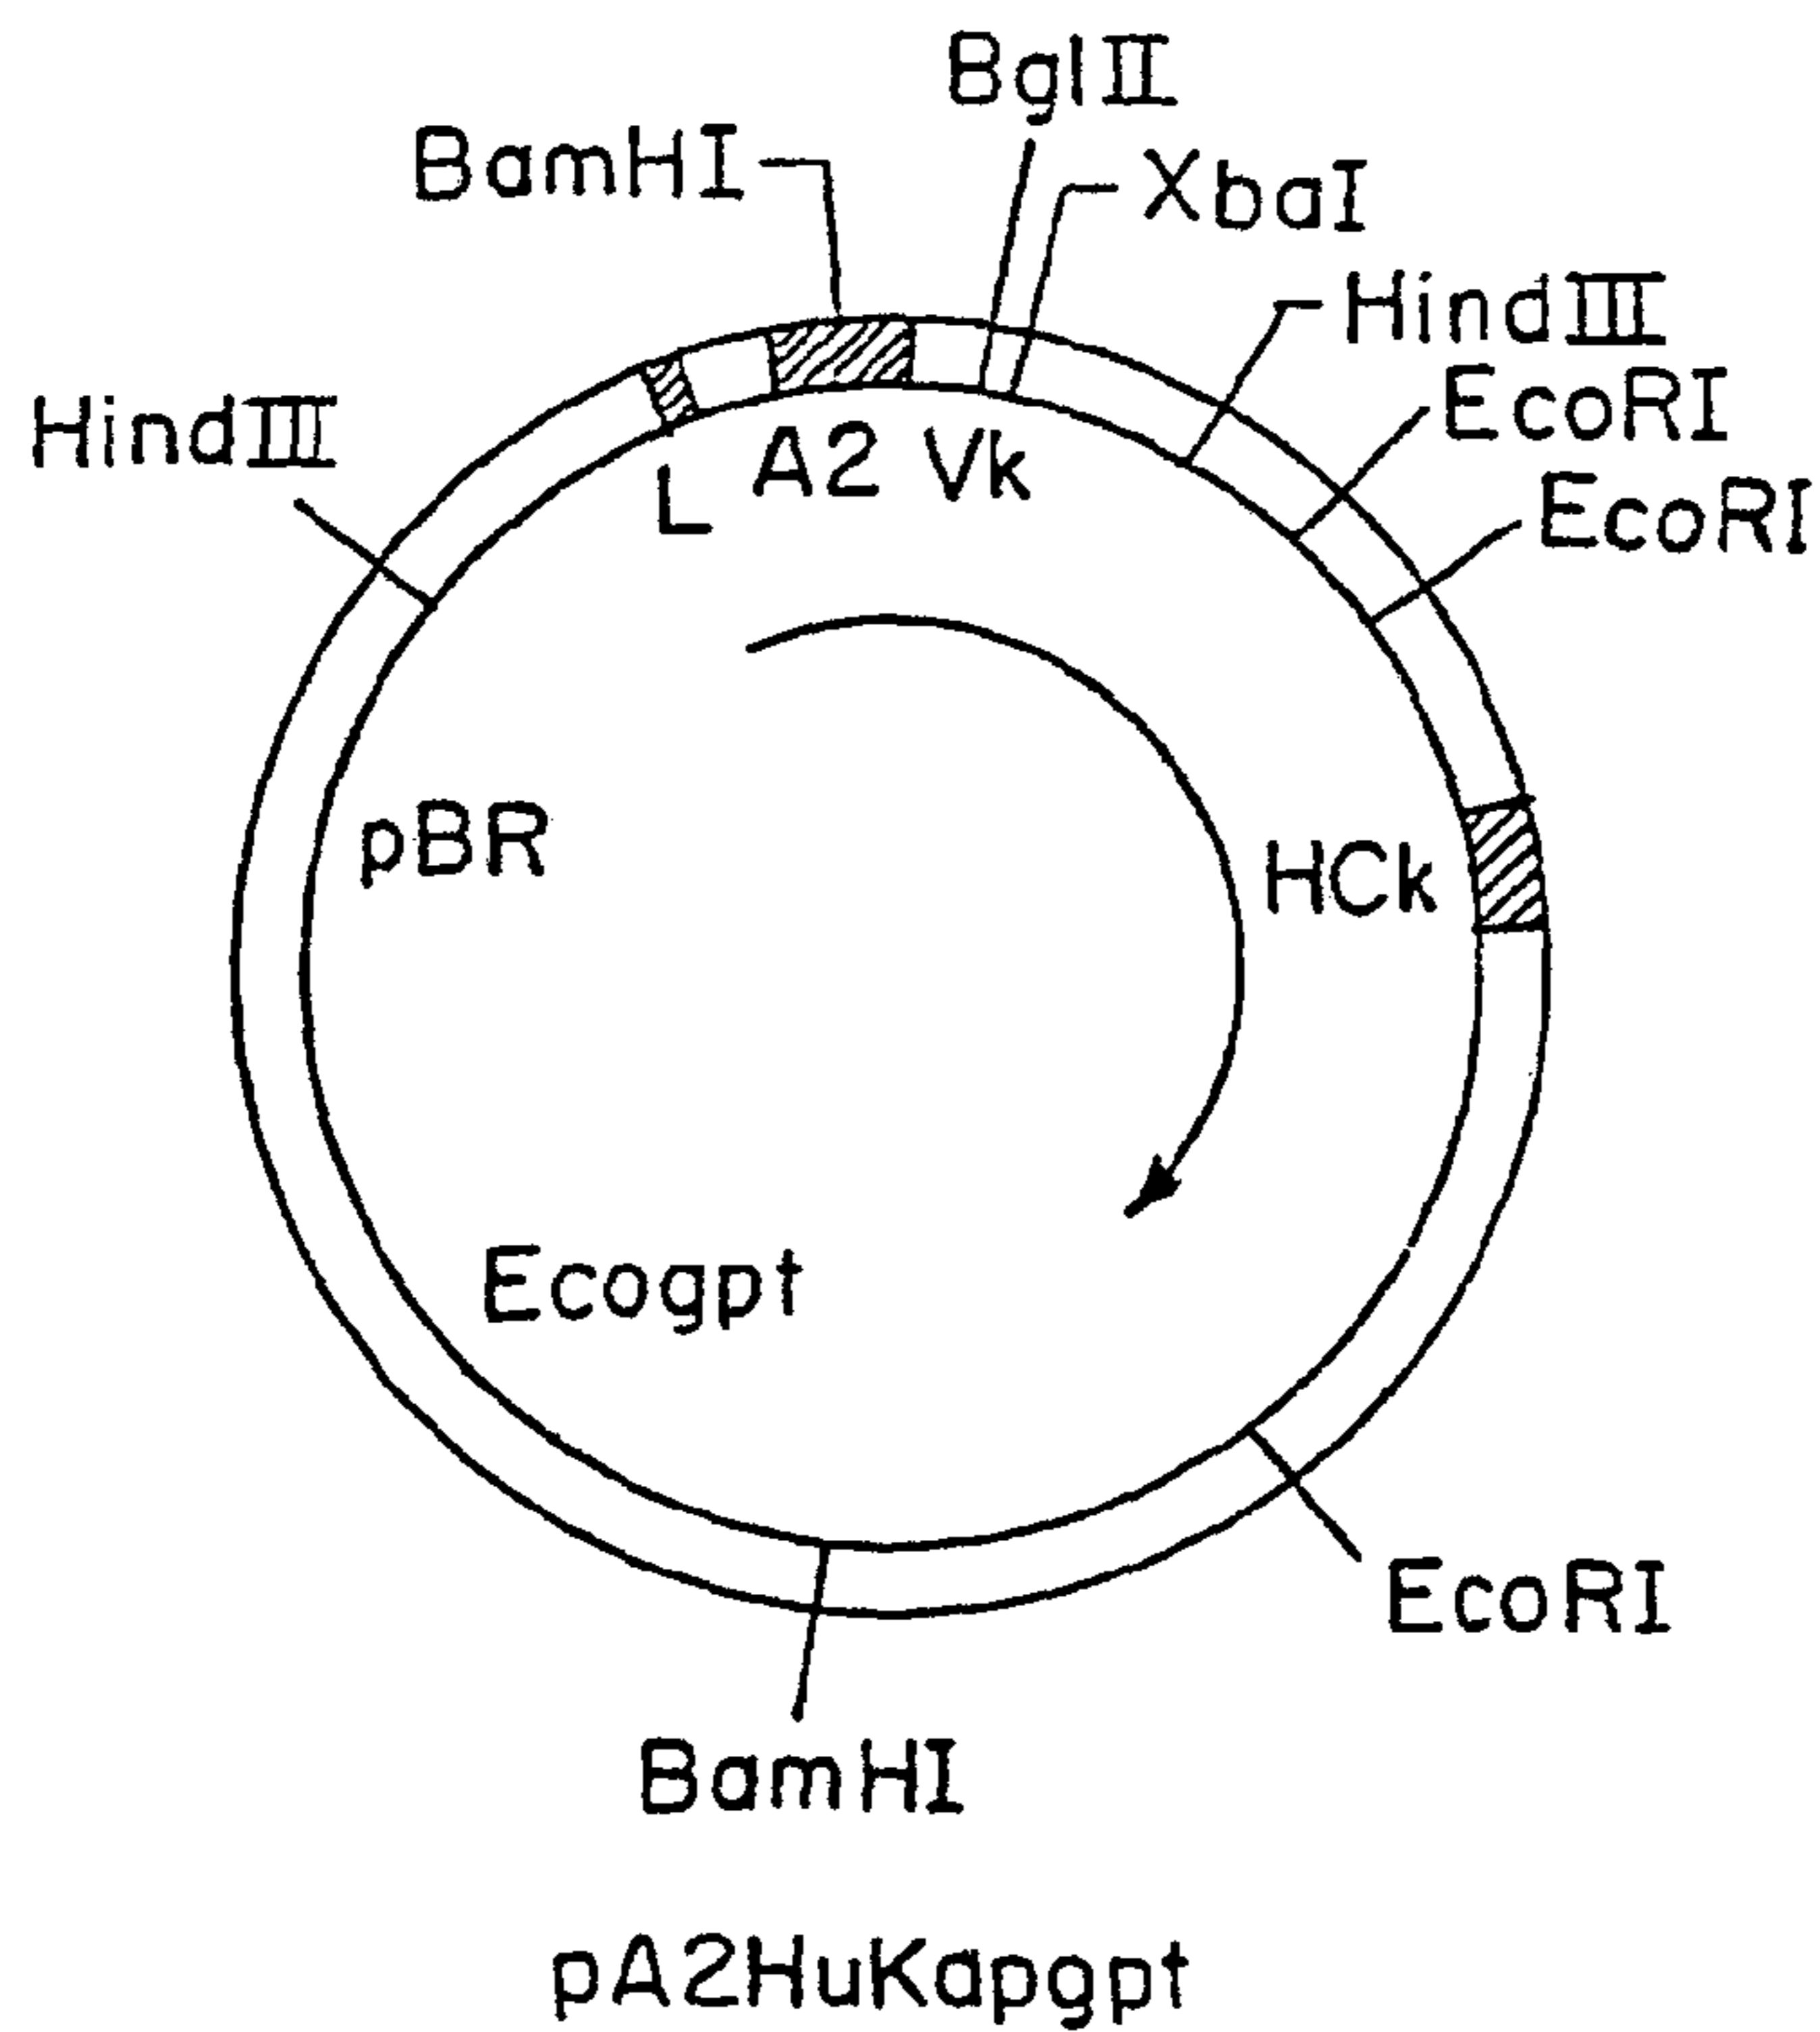 BglII
BamHI
XbaI
HindIII
EcoRI
HindIII
EcoRI
L
A2 Vk
pBR
HCk
Ecogpt
EcoRI
BamHI
pA2HuKapgpt